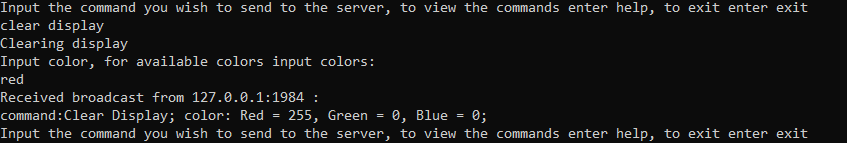 Input the command you wish to send to the server, to view the commands enter help, to exit enter exit
clear display
Clearing display
Input color, for available colors input colors:
red
Received broadcast from 127.0.0.1:1984 :
command:Clear Display; color: Red = 255, Green = 0, Blue = 0;
Input the command you wish to send to the server, to view the commands enter help, to exit enter exit